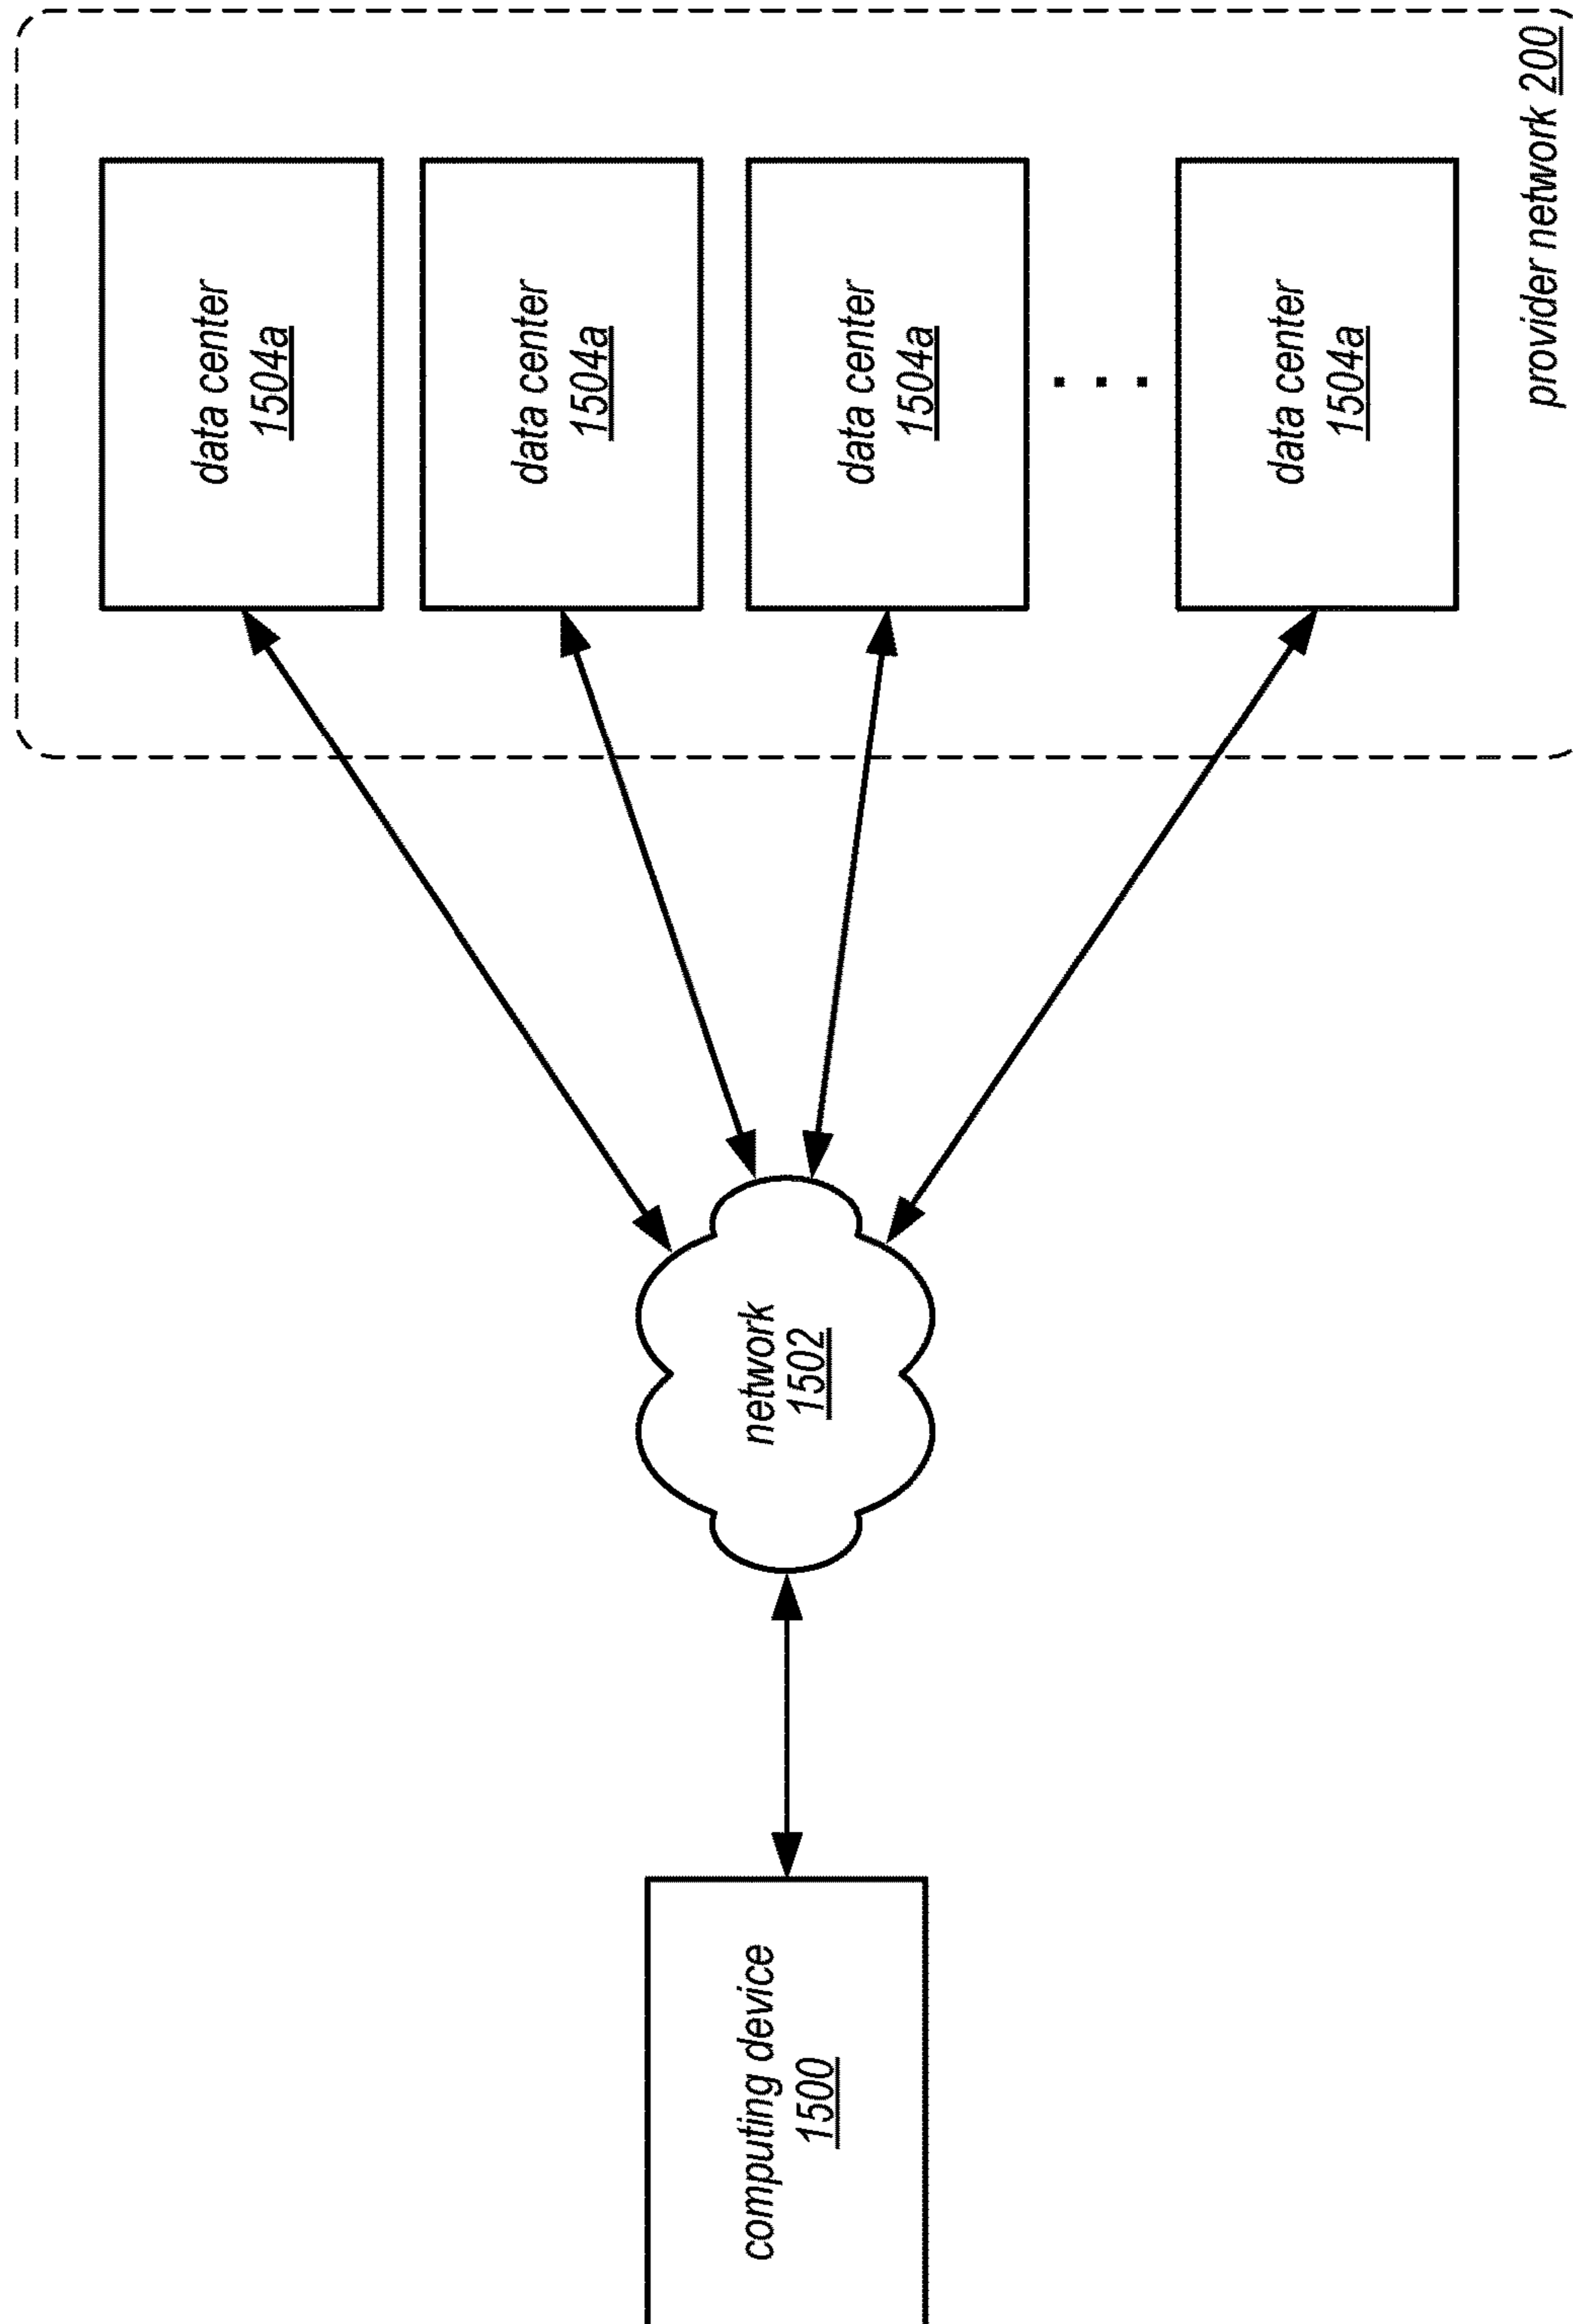 computing device
1500
network
1502
data center
1504a
data center
1504a
data center
1504a
. . .
data center
1504a
provider network 200